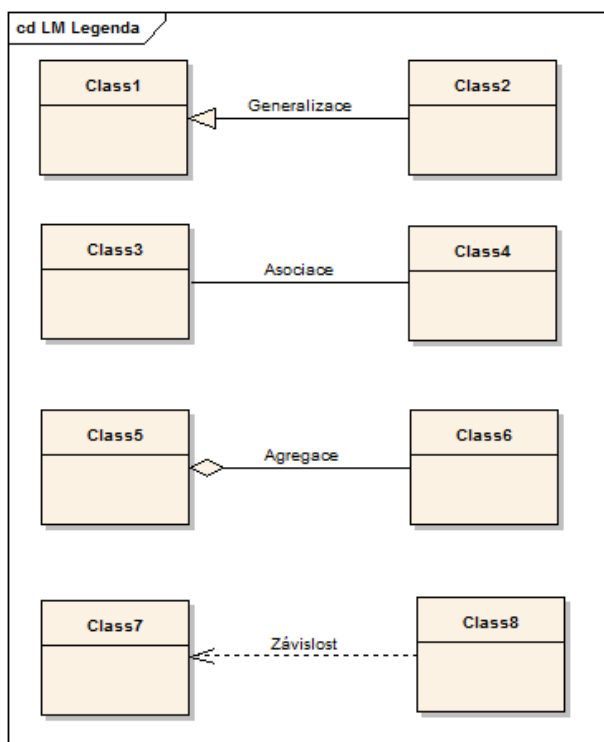 cd LM Legenda
Class1
Generalizace
Class2
Class3
Asociace
Class4
Class5
Agregace
Class6
Class7
Závislost
Class8